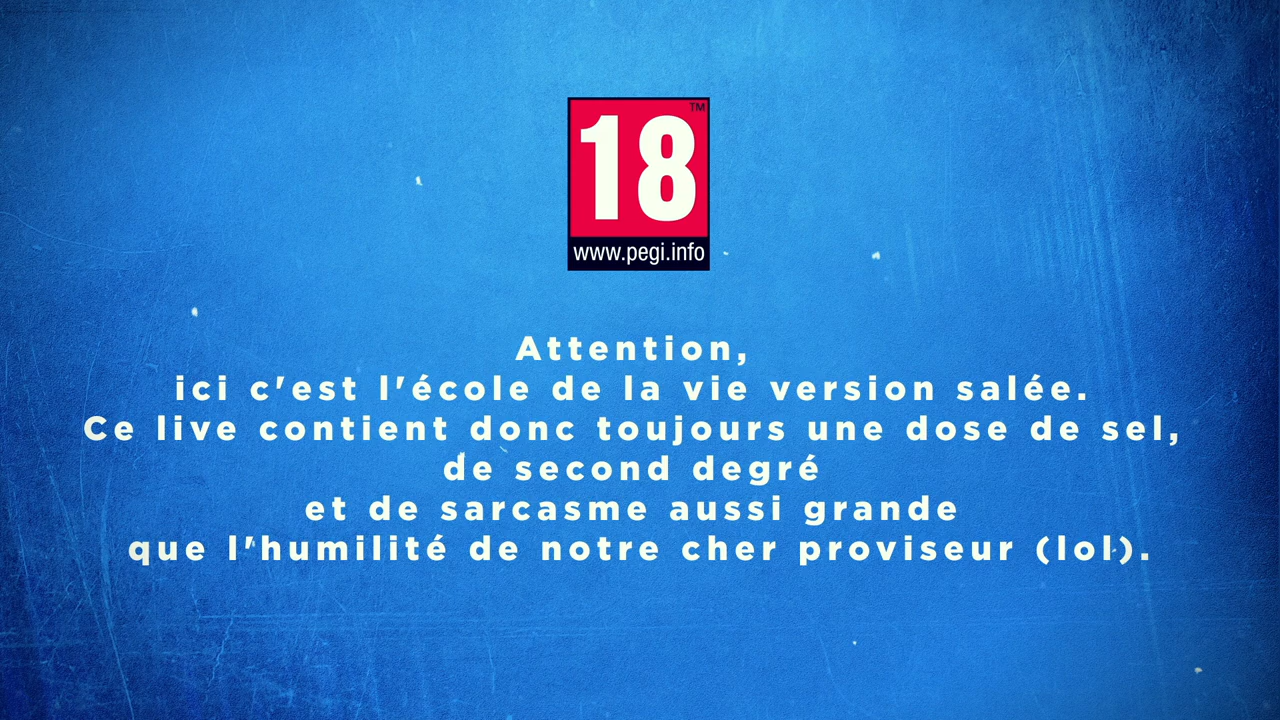 TM
18
www.pegi.info
Attention,
ici c'est l'école de la vie version salée.
Ce live contient donc toujours une dose de sel,
de second degré
et de sarcasme aussi grande
que l'humilité de notre cher proviseur (lol).